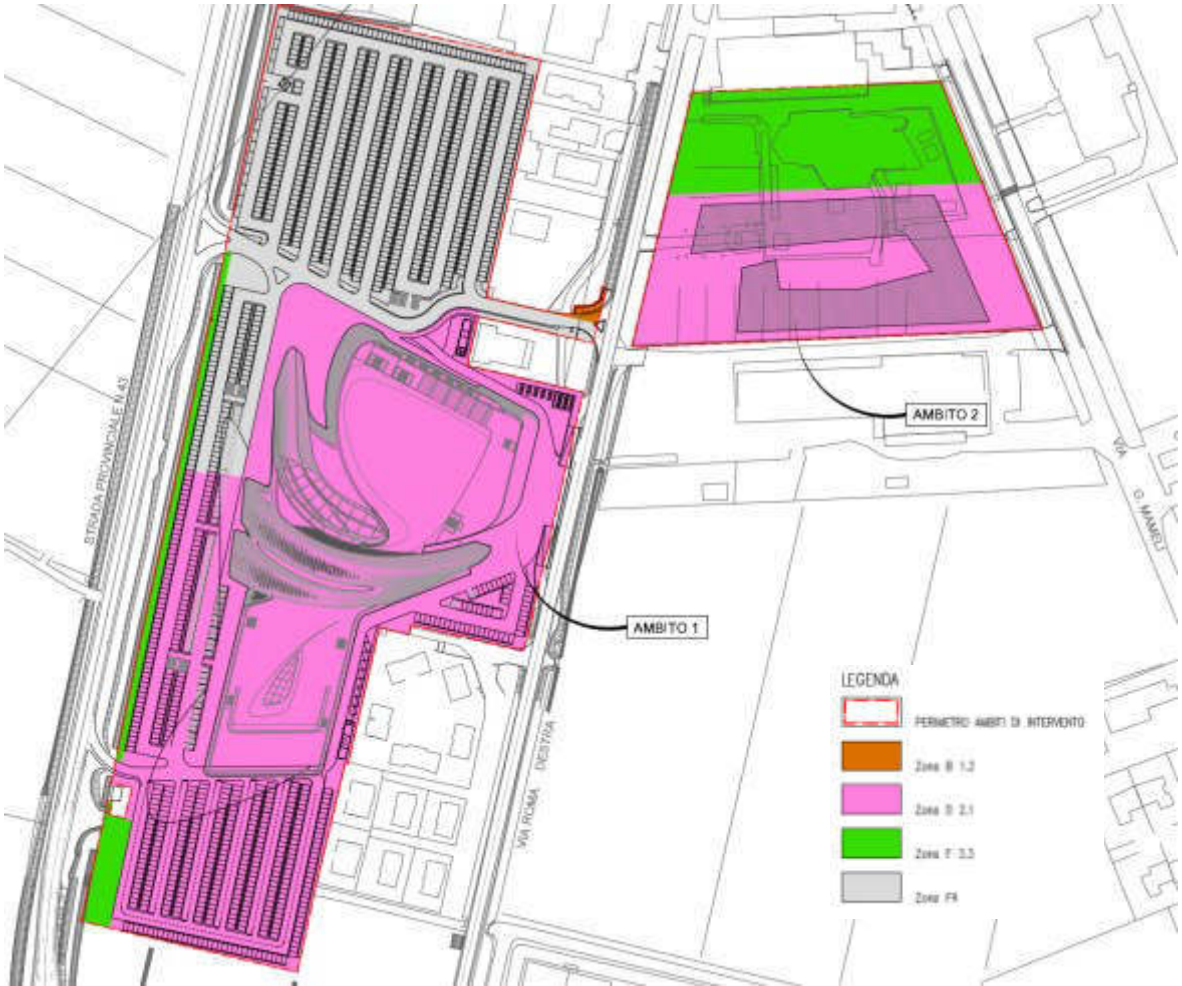 STRADA PROVINCIALE N.43
AMBITO 2
VIA
G. MAMELI
AMBITO 1
VIA ROMA DESTRA
LEGENDA
PERIMETRO AMBITI DI INTERVENTO
Zona B 1.2
Zona D 2.1
Zona F 3.3
Zona F4